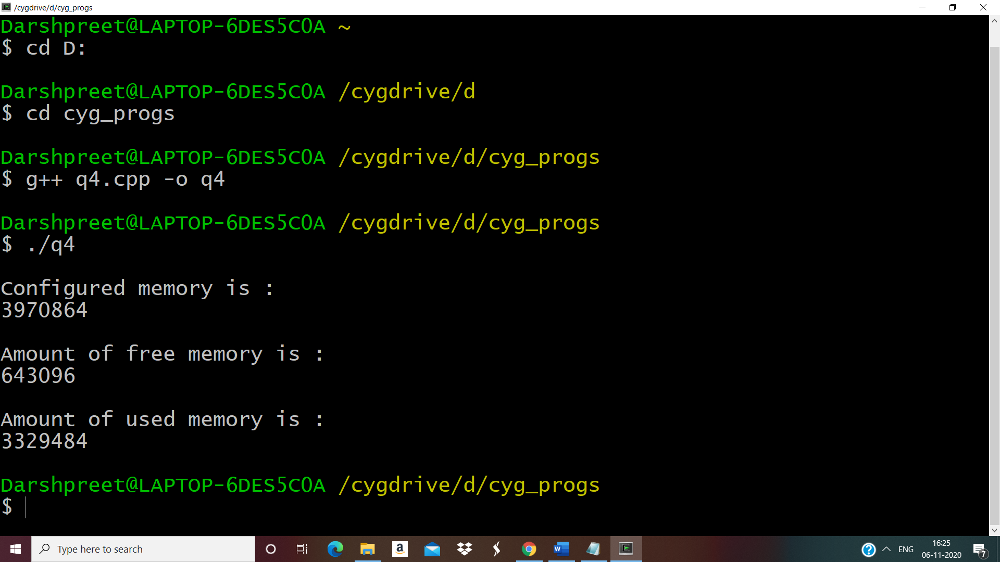 /cygdrive/d/cyg_progs
Darshpreet@LAPTOP-6DES5COA ~
$ cd D:
Darshpreet@LAPTOP-6DES5COA /cygdrive/d
$ cd cyg_progs
Darshpreet@LAPTOP-6DES5COA /cygdrive/d/cyg_progs
$ g++ q4.cpp -o q4
Darshpreet@LAPTOP-6DES5COA /cygdrive/d/cyg_progs
$ ./q4
Configured memory is :
3970864
Amount of free memory is :
643096
Amount of used memory is :
3329484
Darshpreet@LAPTOP-6DES5COA /cygdrive/d/cyg_progs
$
Type here to search
ENG
16:25
06-11-2020
7